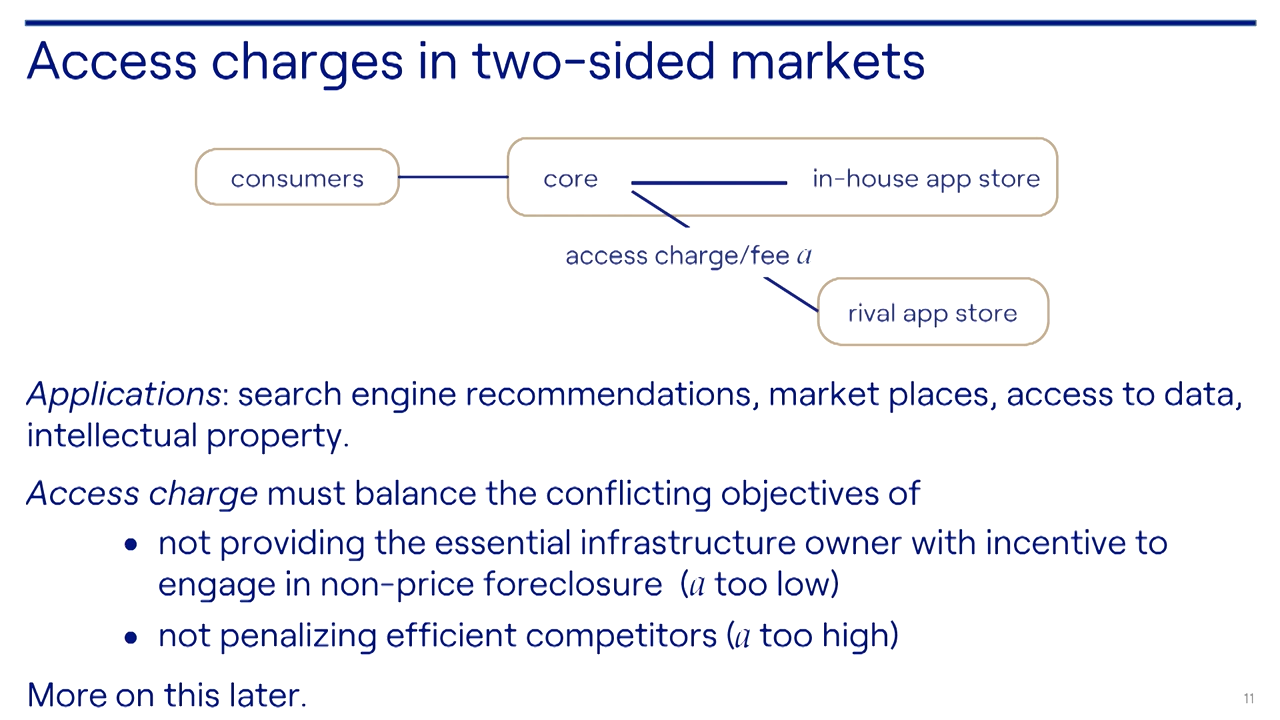 Access charges in two-sided markets
consumers
core
in-house app store
access charge/fee a
rival app store
Applications: search engine recommendations, market places, access to data,
intellectual property.
Access charge must balance the conflicting objectives of
• not providing the essential infrastructure owner with incentive to
engage in non-price foreclosure (a too low)
• not penalizing efficient competitors (a too high)
More on this later.
11